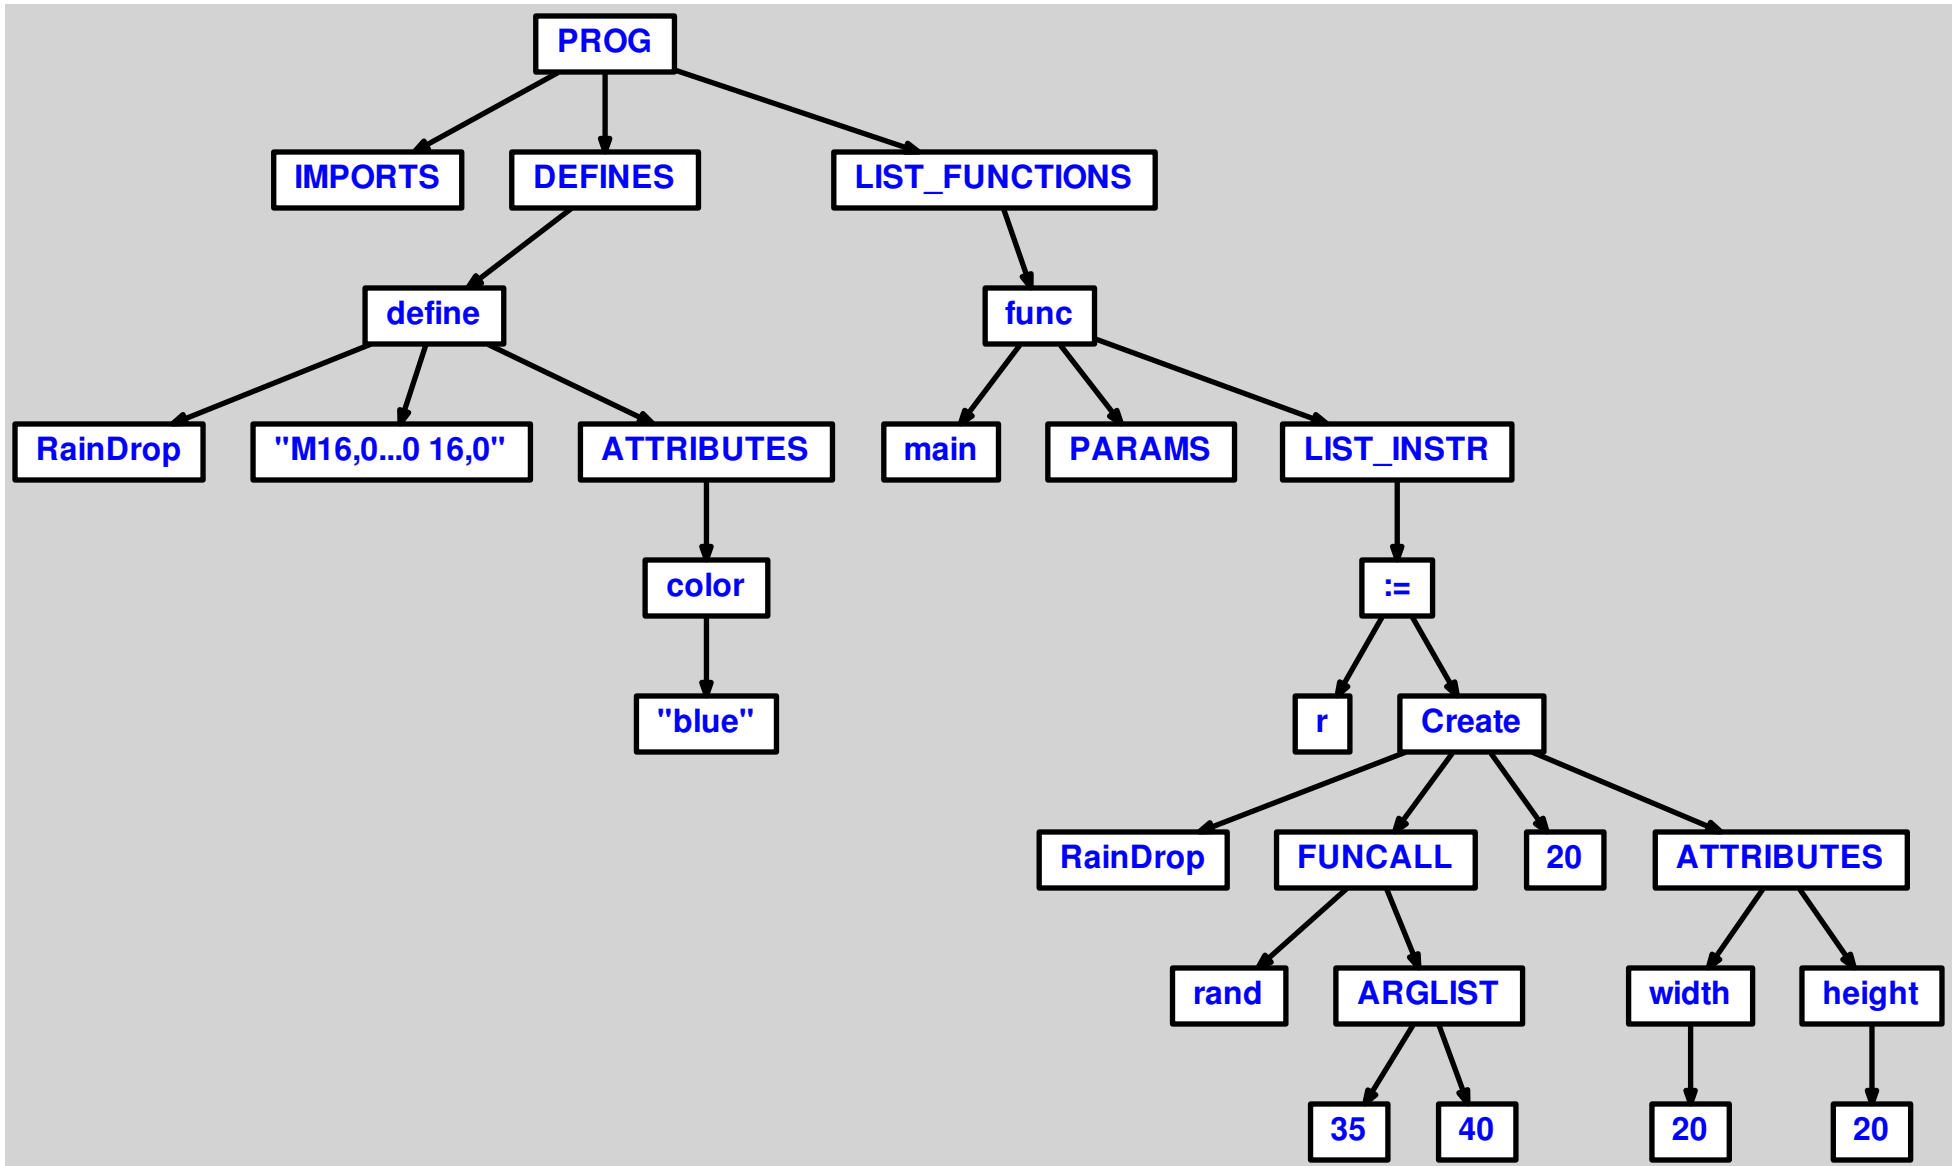 PROG
IMPORTS DEFINES LIST_FUNCTIONS
define func
RainDrop "M16,0...0 16,0" ATTRIBUTES main PARAMS LIST_INSTR
color :=
"blue" r Create
RainDrop FUNCALL 20 ATTRIBUTES
rand ARGLIST width height
35 40 20 20